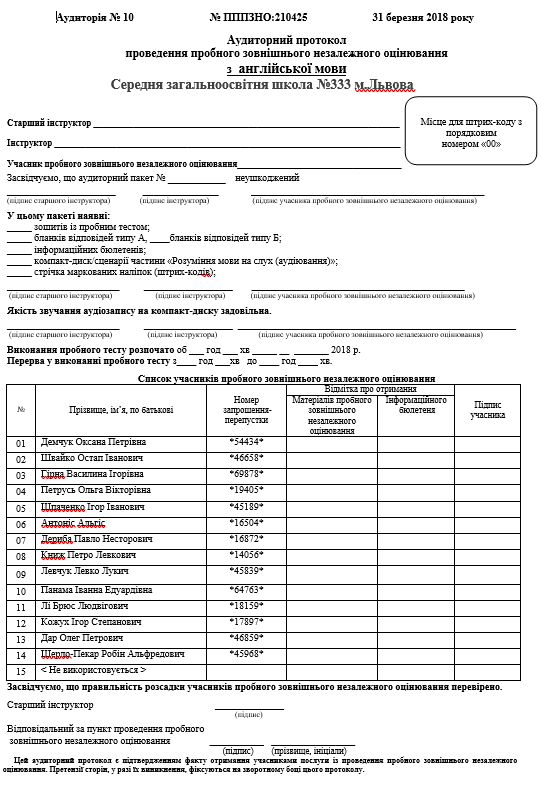 Аудиторія № 10 № ПППЗНО:210425 31 березня 2018 року
Аудиторний протокол
проведення пробного зовнішнього незалежного оцінювання
з англійської мови
Середня загальноосвітня школа №333 м.Львова
Місце для штрих-коду з
порядковим
номером «00»
Старший інструктор
Інструктор
Учасник пробного зовнішнього незалежного оцінювання
Засвідчуємо, що аудиторний пакет № ____________ неушкоджений
(підпис старшого інструктора) (підпис інструктора) (підпис учасника пробного зовнішнього незалежного оцінювання)
У цьому пакеті наявні:
_____ зошитів із пробним тестом;
_____ бланків відповідей типу А, ____бланків відповідей типу Б;
_____ інформаційних бюлетенів;
_____ компакт-диск/сценарії частини «Розуміння мови на слух (аудіювання)»;
_____ стрічка маркованих наліпок (штрих-кодів);
(підпис старшого інструктора) (підпис інструктора) (підпис учасника пробного зовнішнього незалежного оцінювання)
Якість звучання аудіозапису на компакт-диску задовільна.
(підпис старшого інструктора) (підпис інструктора) (підпис учасника пробного зовнішнього незалежного оцінювання)
Виконання пробного тесту розпочато об ___ год ___ хв _____ __ _______ 2018 р.
Перерва у виконанні пробного тесту з____ год ___хв до ____ год ____ хв.
Список учасників пробного зовнішнього незалежного оцінювання
№ Прізвище, ім’я, по батькові Номер запрошення-перепустки Відмітка про отримання Підпис учасника
Матеріалів пробного зовнішнього незалежного оцінювання Інформаційного бюлетеня
01 Демчук Оксана Петрівна *54434*
02 Швайко Остап Іванович *46658*
03 Гірна Василина Ігорівна *69878*
04 Петрусь Ольга Вікторівна *19405*
05 Шпаченко Ігор Іванович *45189*
06 Антоніс Альгіс *16504*
07 Дериба Павло Несторович *16872*
08 Книж Петро Левкович *14056*
09 Левчук Левко Лукич *45839*
10 Панама Іванна Едуардівна *64763*
11 Лі Брюс Людвігович *18159*
12 Кожух Ігор Степанович *17897*
13 Дар Олег Петрович *46859*
14 Шерло-Пекар Робін Альфредович *45968*
15 < Не використовується >
Засвідчуємо, що правильність розсадки учасників пробного зовнішнього незалежного оцінювання перевірено.
Старший інструктор
(підпис)
Відповідальний за пункт проведення пробного
зовнішнього незалежного оцінювання
(підпис) (прізвище, ініціали)
Цей аудиторний протокол є підтвердженням факту отримання учасниками послуги із проведення пробного зовнішнього незалежного
оцінювання. Претензії сторін, у разі їх виникнення, фіксуються на зворотному боці цього протоколу.